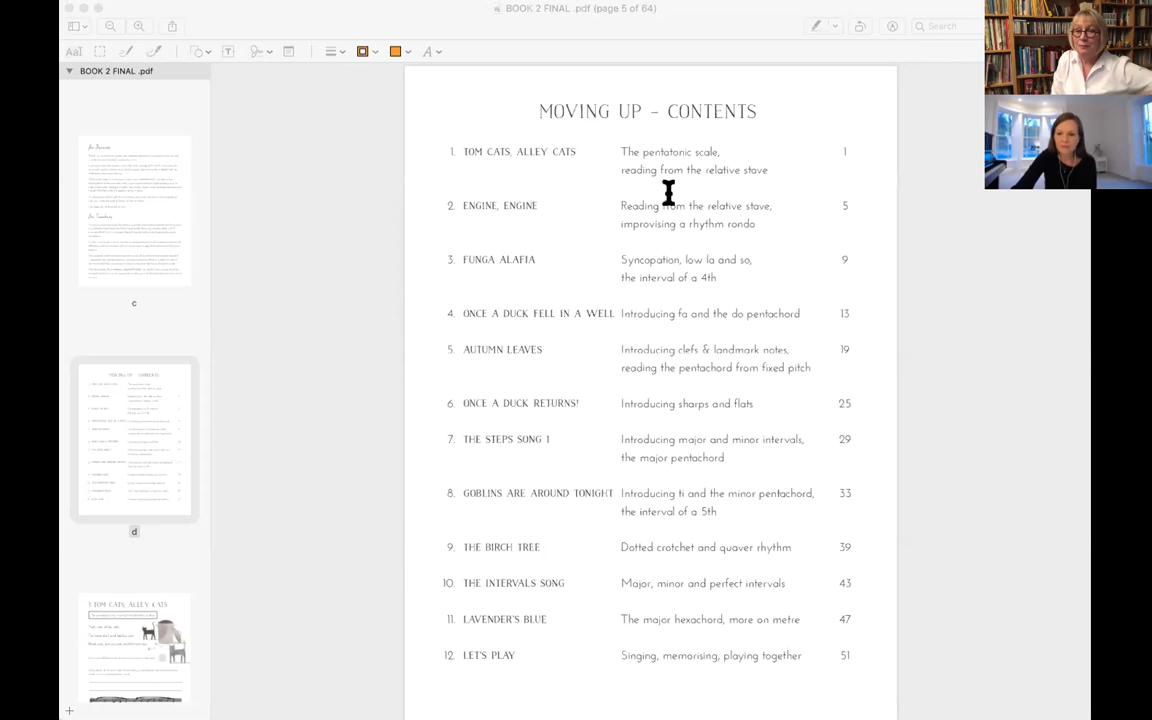 BOOK 2 FINAL .pdf (page 5 of 64)
Search
BOOK 2 FINAL .pdf
c
d
1 TOM CATS, ALLEY CATS
MOVING UP – CONTENTS
1. TOM CATS, ALLEY CATS The pentatonic scale, 1
reading from the relative stave
2. ENGINE, ENGINE Reading from the relative stave, 5
improvising a rhythm rondo
3. FUNGA ALAFIA Syncopation, low la and so, 9
the interval of a 4th
4. ONCE A DUCK FELL IN A WELL Introducing fa and the do pentachord 13
5. AUTUMN LEAVES Introducing clefs & landmark notes, 19
reading the pentachord from fixed pitch
6. ONCE A DUCK RETURNS! Introducing sharps and flats 25
7. THE STEPS SONG 1 Introducing major and minor intervals, 29
the major pentachord
8. GOBLINS ARE AROUND TONIGHT Introducing ti and the minor pentachord, 33
the interval of a 5th
9. THE BIRCH TREE Dotted crotchet and quaver rhythm 39
10. THE INTERVALS SONG Major, minor and perfect intervals 43
11. LAVENDER'S BLUE The major hexachord, more on metre 47
12. LET'S PLAY Singing, memorising, playing together 51